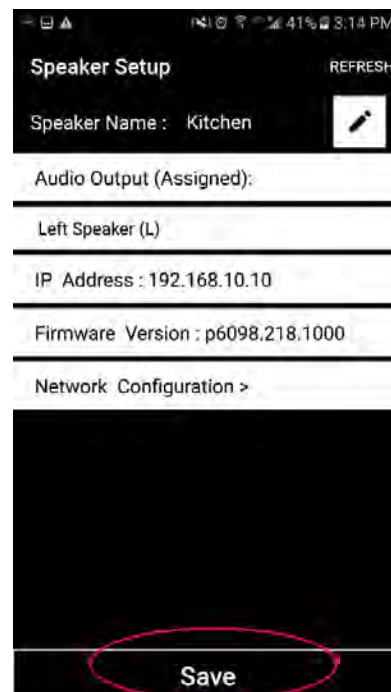 41% 3:14 PM
Speaker Setup REFRESH
Speaker Name : Kitchen
Audio Output (Assigned):
Left Speaker (L)
IP Address : 192.168.10.10
Firmware Version : p6098.218.1000
Network Configuration >
Save